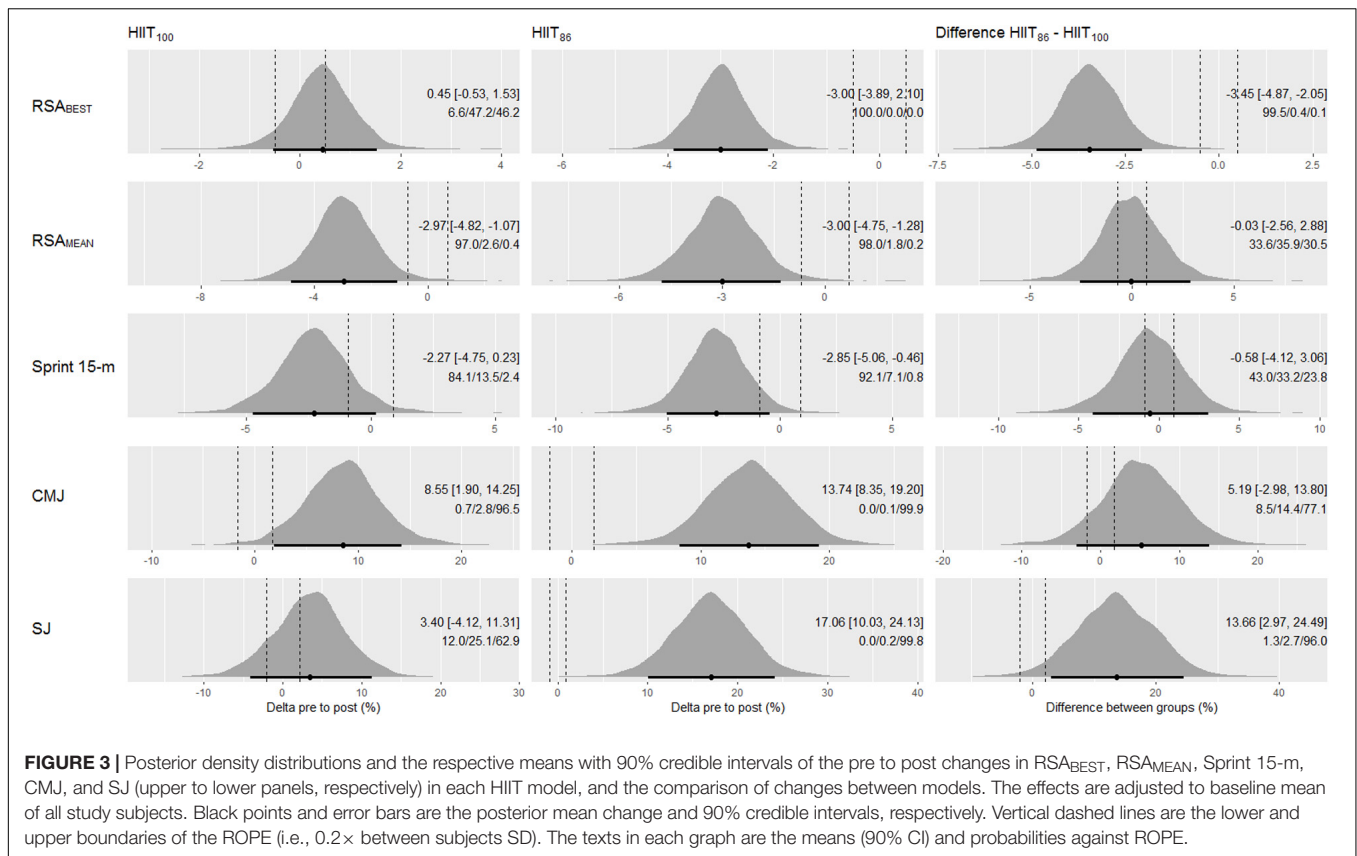 HIIT100 HIIT86 Difference HIIT86 - HIIT100
RSABEST
0.45 [-0.53, 1.53]
6.6/47.2/46.2
-2 0 2 4
-3.00 [-3.89, 2.10]
100.0/0.0/0.0
-6 -4 -2 0
-3.45 [-4.87, -2.05]
99.5/0.4/0.1
-7.5 -5.0 -2.5 0.0 2.5
RSAMEAN
-2.97 [-4.82, -1.07]
97.0/2.6/0.4
-8 -4 0
-3.00 [-4.75, -1.28]
98.0/1.8/0.2
-6 -3 0
-0.03 [-2.56, 2.88]
33.6/35.9/30.5
-5 0 5
Sprint 15-m
-2.27 [-4.75, 0.23]
84.1/13.5/2.4
-5 0 5
-2.85 [-5.06, -0.46]
92.1/7.1/0.8
-10 -5 0 5
-0.58 [-4.12, 3.06]
43.0/33.2/23.8
-10 -5 0 5 10
CMJ
8.55 [1.90, 14.25]
0.7/2.8/96.5
-10 0 10 20
13.74 [8.35, 19.20]
0.0/0.1/99.9
0 10 20
5.19 [-2.98, 13.80]
8.5/14.4/77.1
-20 -10 0 10 20
SJ
3.40 [-4.12, 11.31]
12.0/25.1/62.9
-10 0 10 20 30
Delta pre to post (%)
17.06 [10.03, 24.13]
0.0/0.2/99.8
0 10 20 30 40
Delta pre to post (%)
13.66 [2.97, 24.49]
1.3/2.7/96.0
0 20 40
Difference between groups (%)
FIGURE 3 | Posterior density distributions and the respective means with 90% credible intervals of the pre to post changes in RSABEST, RSAMEAN, Sprint 15-m,
CMJ, and SJ (upper to lower panels, respectively) in each HIIT model, and the comparison of changes between models. The effects are adjusted to baseline mean
of all study subjects. Black points and error bars are the posterior mean change and 90% credible intervals, respectively. Vertical dashed lines are the lower and
upper boundaries of the ROPE (i.e., 0.2× between subjects SD). The texts in each graph are the means (90% CI) and probabilities against ROPE.